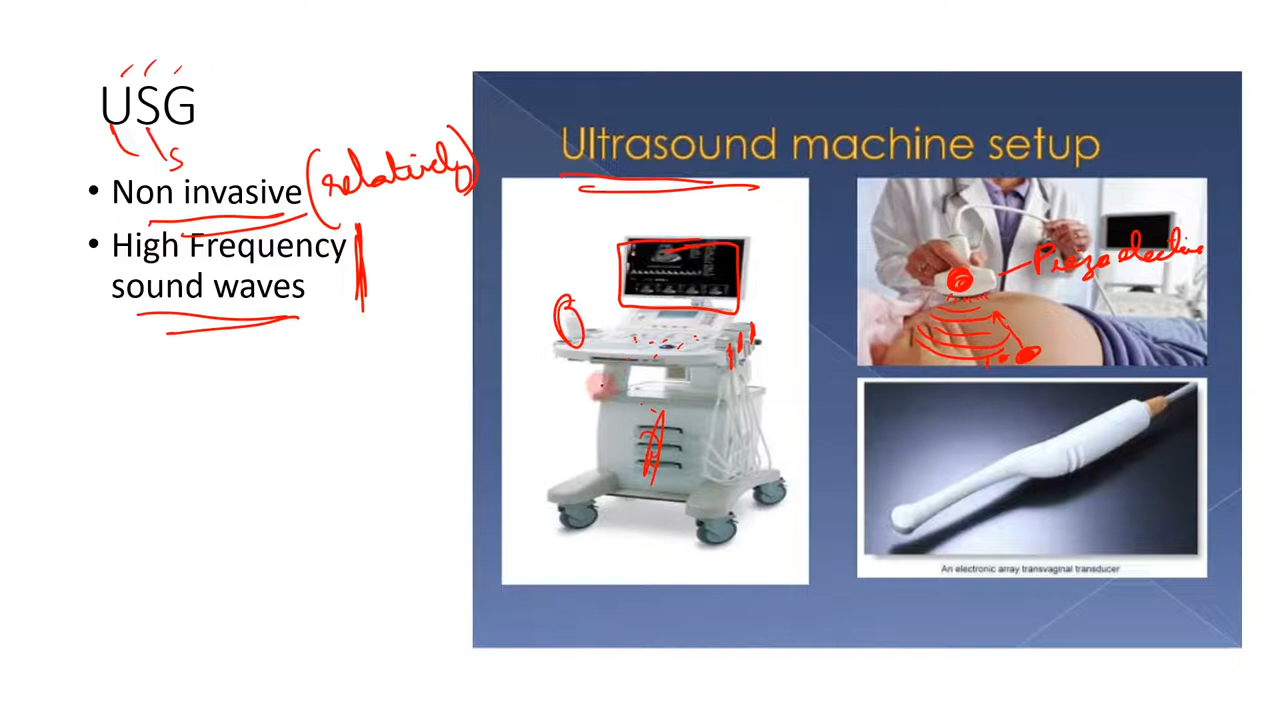 USG
S
• Non invasive (relatively)
• High Frequency
sound waves
Ultrasound machine setup
Piezo electric
An electronic array transvaginal transducer